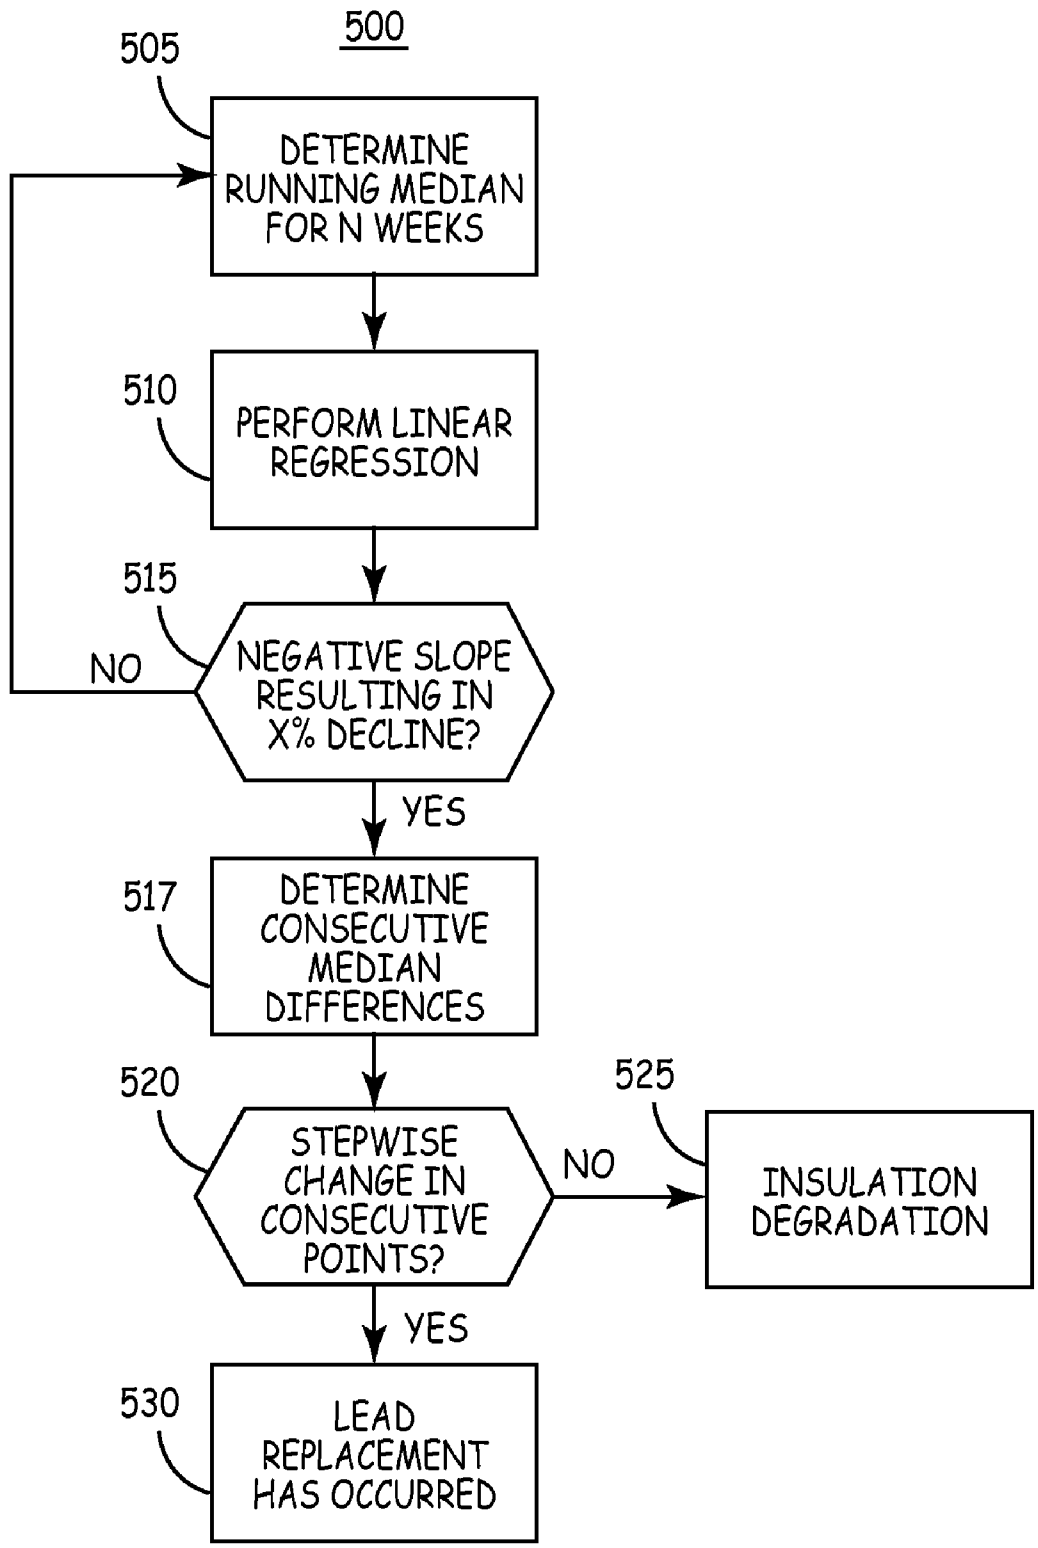 500
505
DETERMINE
RUNNING MEDIAN
FOR N WEEKS
510
PERFORM LINEAR
REGRESSION
515
NO
NEGATIVE SLOPE
RESULTING IN
X% DECLINE?
YES
517
DETERMINE
CONSECUTIVE
MEDIAN
DIFFERENCES
520
STEPWISE
CHANGE IN
CONSECUTIVE
POINTS?
NO
525
INSULATION
DEGRADATION
YES
530
LEAD
REPLACEMENT
HAS OCCURRED